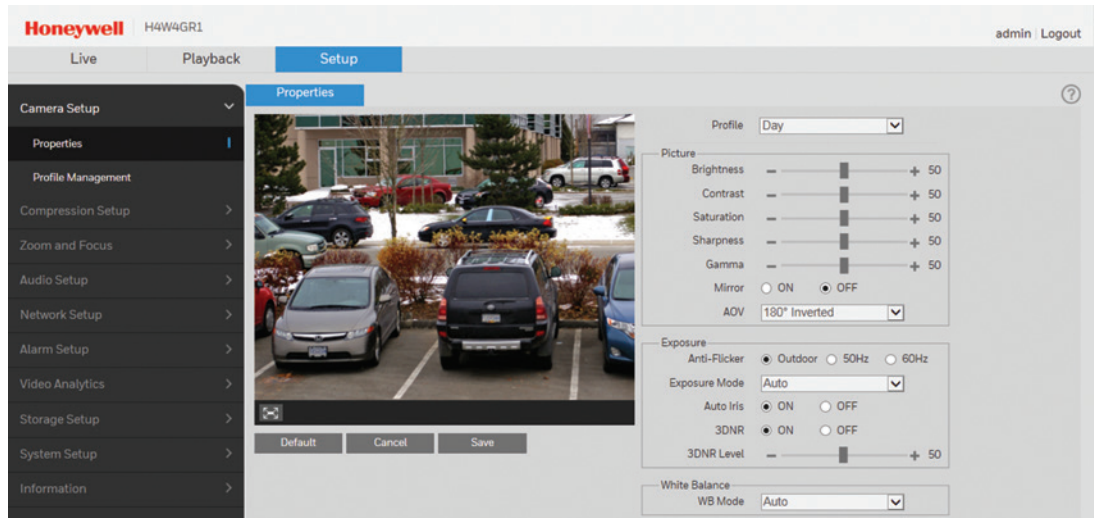 Honeywell H4W4GR1
admin | Logout
Live Playback Setup
Camera Setup
Properties
Profile Management
Compression Setup
Zoom and Focus
Audio Setup
Network Setup
Alarm Setup
Video Analytics
Storage Setup
System Setup
Information
Properties
?
Default Cancel Save
Profile Day
Picture
Brightness – + 50
Contrast – + 50
Saturation – + 50
Sharpness – + 50
Gamma – + 50
Mirror ON OFF
AOV 180° Inverted
Exposure
Anti-Flicker Outdoor 50Hz 60Hz
Exposure Mode Auto
Auto Iris ON OFF
3DNR ON OFF
3DNR Level – + 50
White Balance
WB Mode Auto